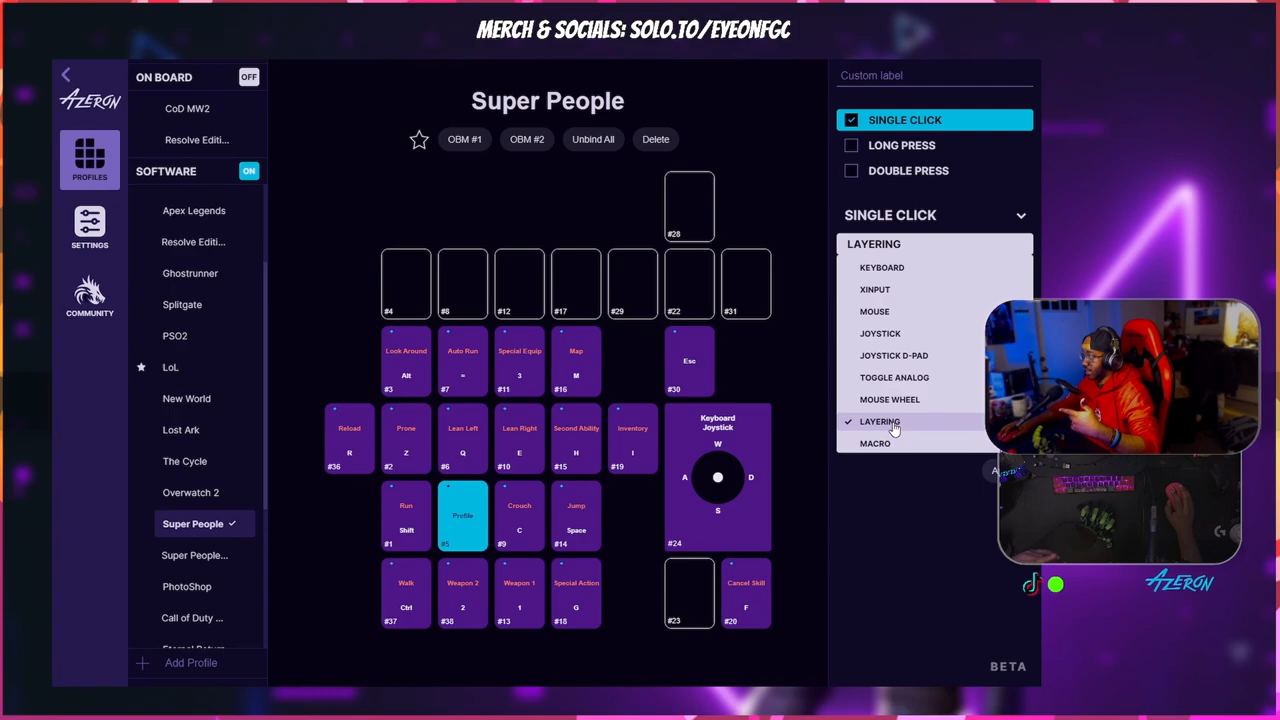 MERCH & SOCIALS: SOLO.TO/EYEONFGC
AZERON
PROFILES
SETTINGS
COMMUNITY
ON BOARD
OFF
CoD MW2
Resolve Editi...
SOFTWARE
ON
Apex Legends
Resolve Editi...
Ghostrunner
Splitgate
PSO2
LoL
New World
Lost Ark
The Cycle
Overwatch 2
Super People
Super People...
PhotoShop
Call of Duty ...
Add Profile
Super People
OBM #1
OBM #2
Unbind All
Delete
#28
#4
#8
#12
#17
#29
#22
#31
Look Around
Alt
#3
Auto Run
=
#7
Special Equip
3
#11
Map
M
#16
Esc
#30
Reload
R
#36
Prone
Z
#2
Lean Left
Q
#6
Lean Right
E
#10
Second Ability
H
#15
Inventory
I
#19
Keyboard
Joystick
W
A
D
S
#24
Run
Shift
#1
Profile
#5
Crouch
C
#9
Jump
Space
#14
Walk
Ctrl
#37
Weapon 2
2
#38
Weapon 1
1
#13
Special Action
G
#18
#23
Cancel Skill
F
#20
Custom label
SINGLE CLICK
LONG PRESS
DOUBLE PRESS
SINGLE CLICK
LAYERING
KEYBOARD
XINPUT
MOUSE
JOYSTICK
JOYSTICK D-PAD
TOGGLE ANALOG
MOUSE WHEEL
LAYERING
MACRO
AZERON
BETA